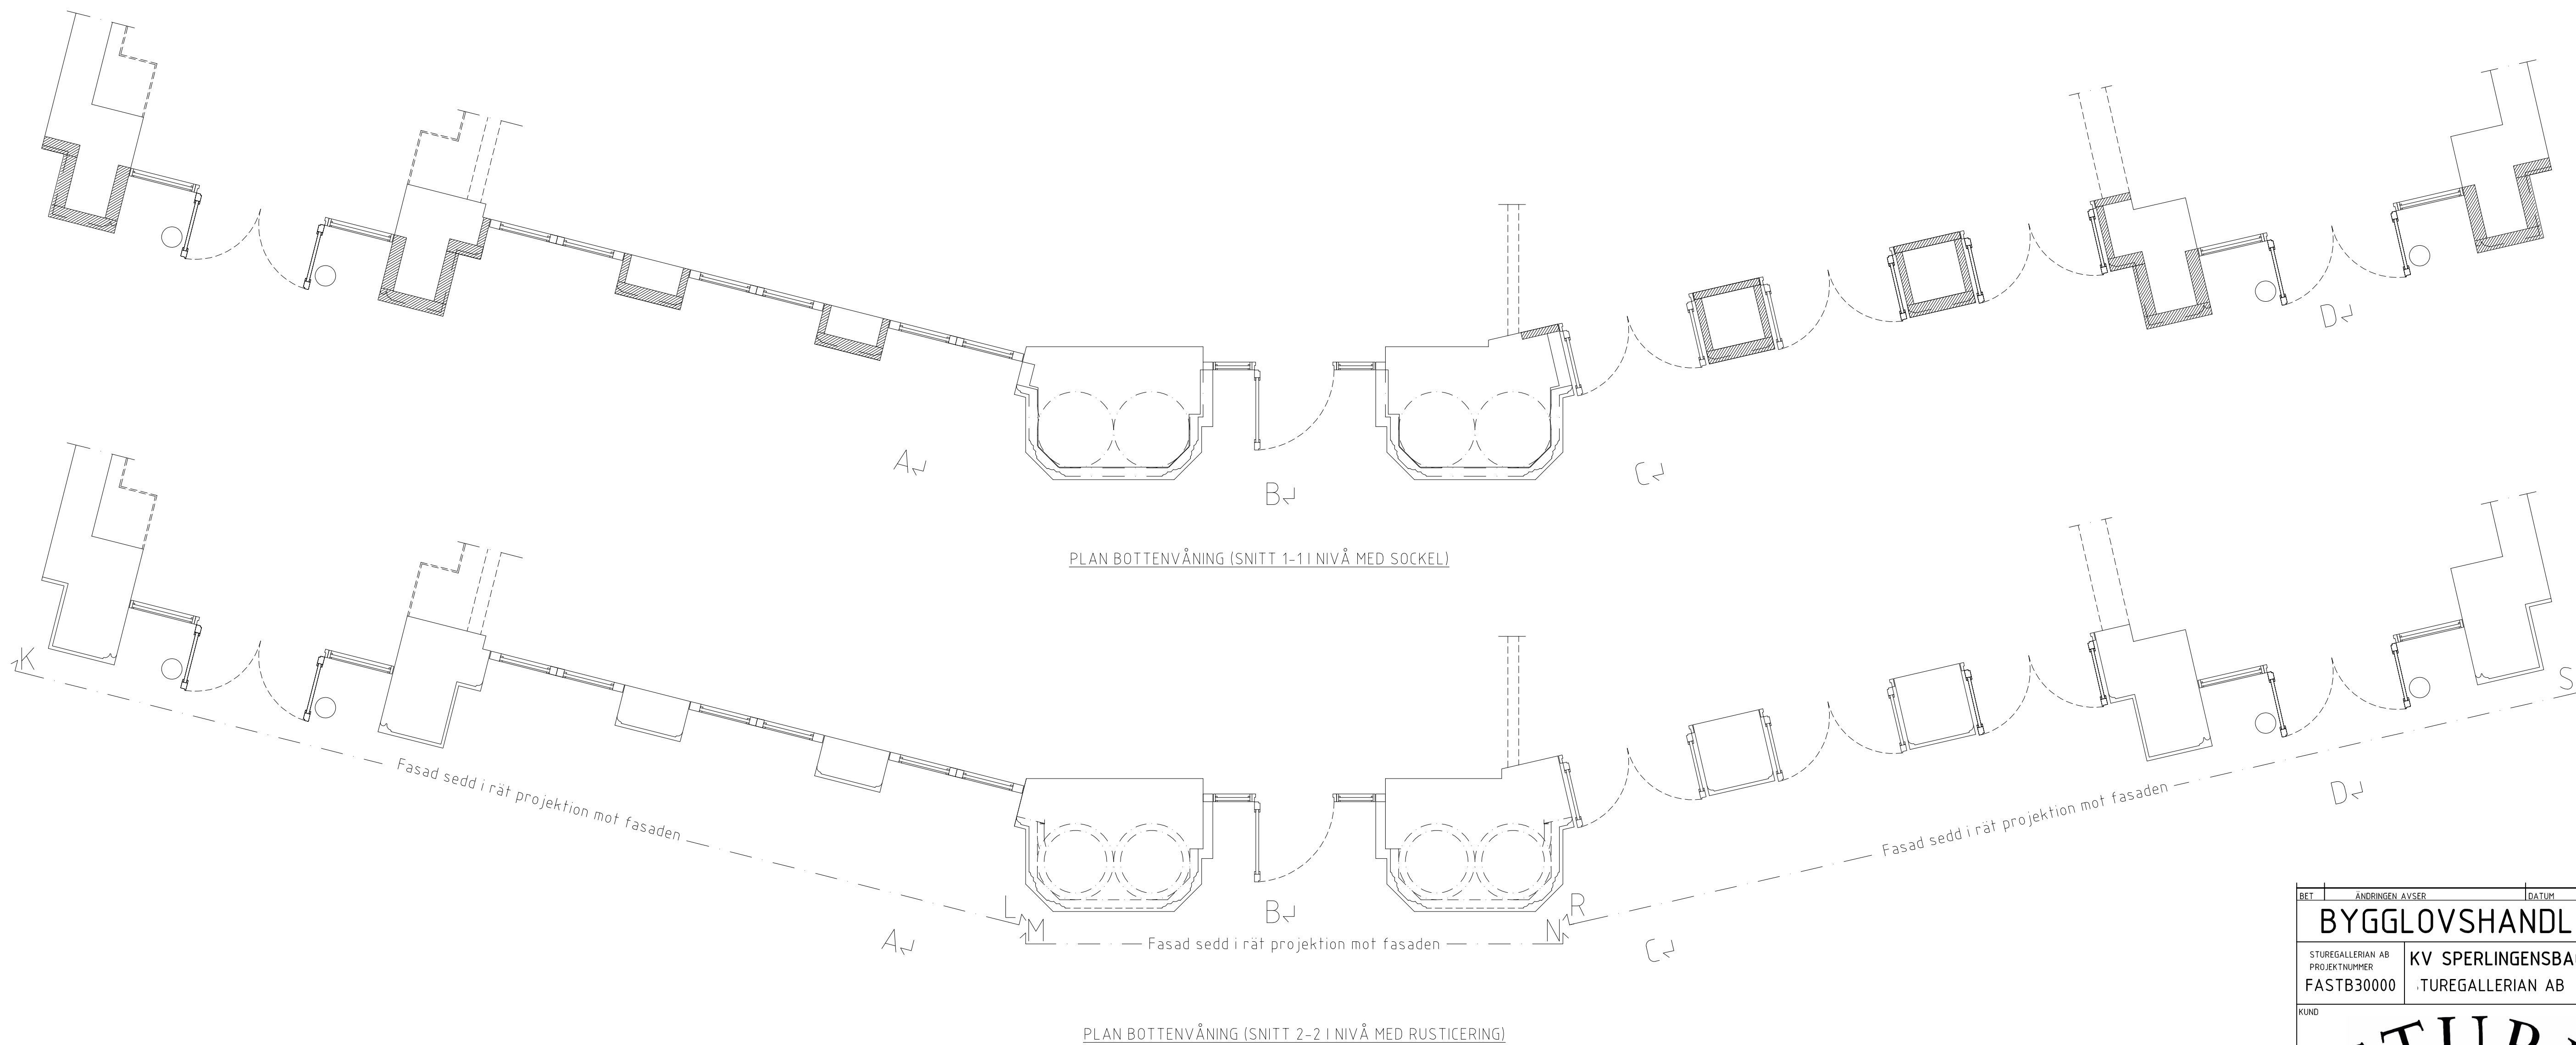 A
B
C
D
PLAN BOTTENVÅNING (SNITT 1-1 I NIVÅ MED SOCKEL)
K
S
Fasad sedd i rät projektion mot fasaden
Fasad sedd i rät projektion mot fasaden
D
L
M
B
N
R
A
Fasad sedd i rät projektion mot fasaden
C
PLAN BOTTENVÅNING (SNITT 2-2 I NIVÅ MED RUSTICERING)
BET ÄNDRINGEN AVSER DATUM
BYGGLOVSHANDL
STUREGALLERIAN AB
PROJEKTNUMMER
FASTB30000
KV SPERLINGENSBA
TUREGALLERIAN AB
KUND
TUR